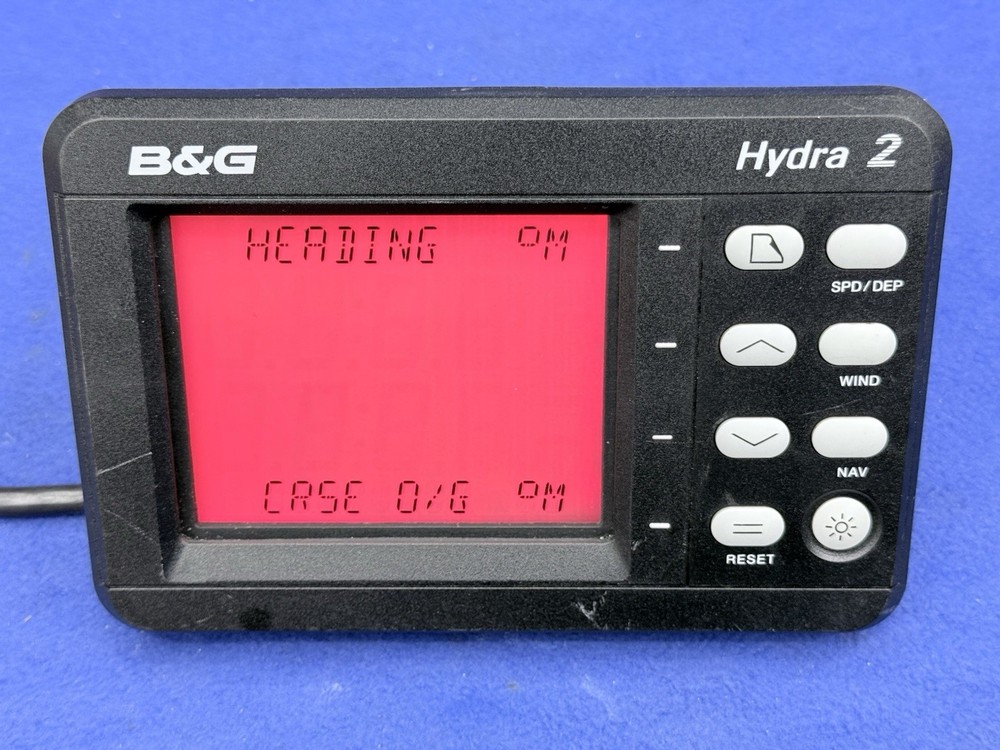 B&G
Hydra 2
HEADING °M
SPD/DEP
WIND
NAV
CRSE O/G °M
RESET